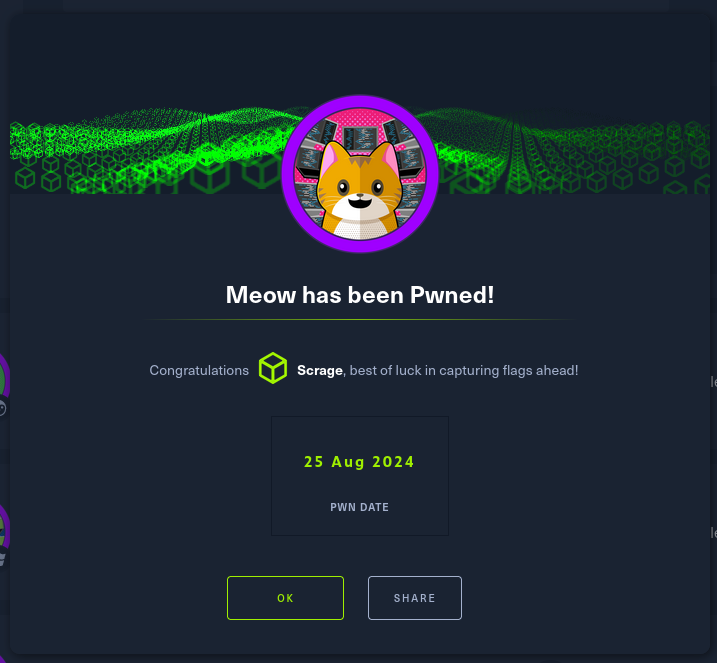 Meow has been Pwned!
Congratulations Scrage, best of luck in capturing flags ahead!
25 Aug 2024
PWN DATE
OK
SHARE